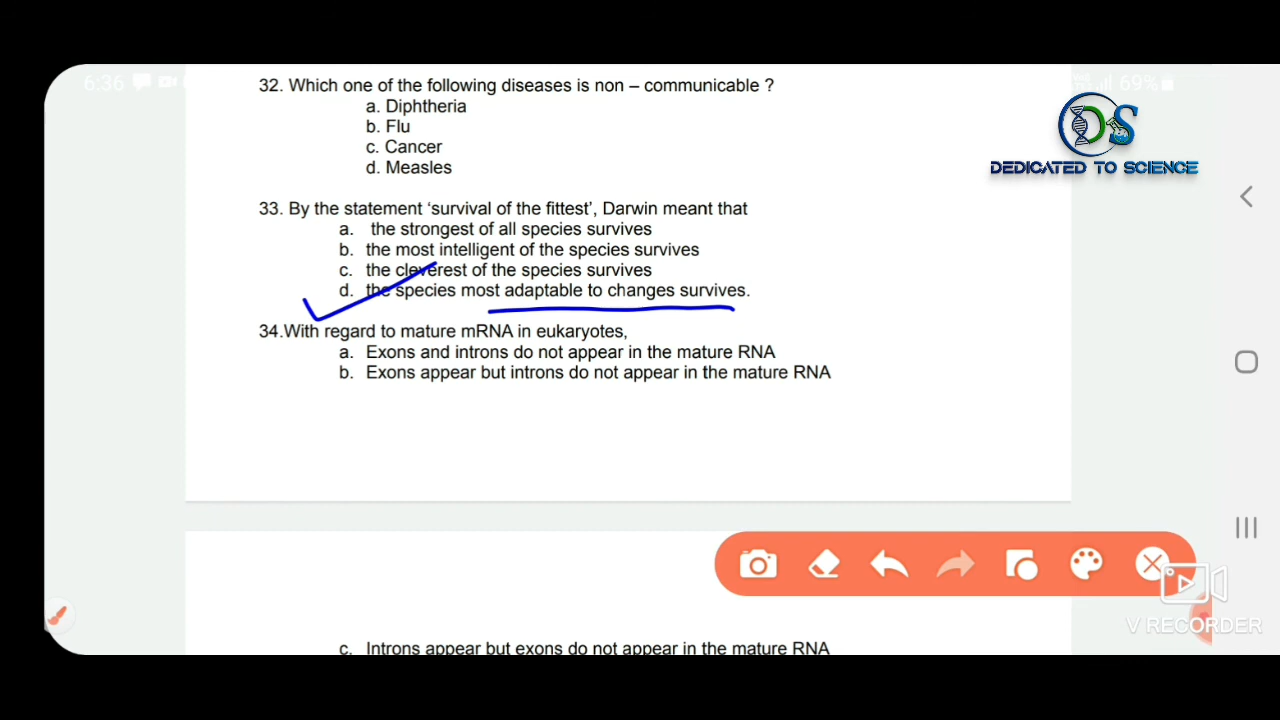 6:36
69%
DS
DEDICATED TO SCIENCE
32. Which one of the following diseases is non – communicable ?
a. Diphtheria
b. Flu
c. Cancer
d. Measles
33. By the statement ‘survival of the fittest’, Darwin meant that
a. the strongest of all species survives
b. the most intelligent of the species survives
c. the cleverest of the species survives
d. the species most adaptable to changes survives.
34.With regard to mature mRNA in eukaryotes,
a. Exons and introns do not appear in the mature RNA
b. Exons appear but introns do not appear in the mature RNA
c. Introns appear but exons do not appear in the mature RNA
V RECORDER